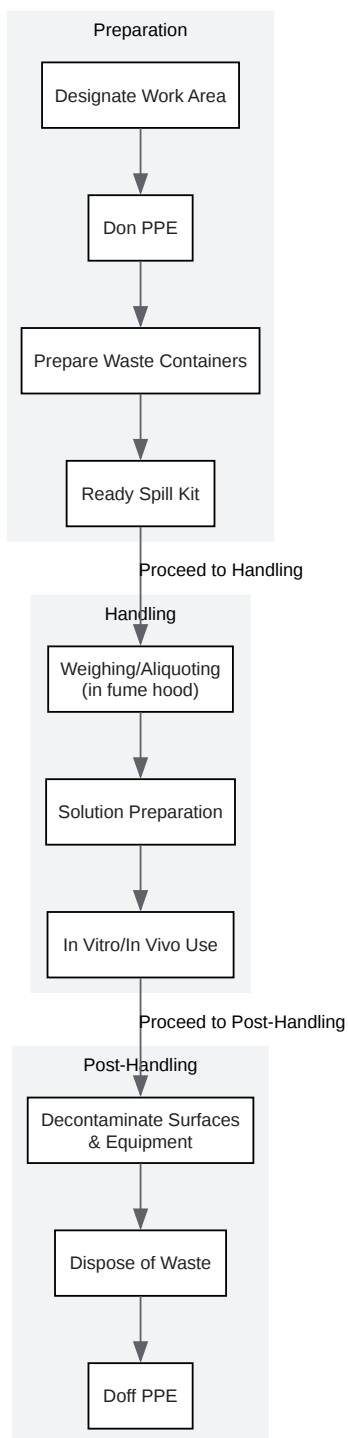 Preparation
Designate Work Area
Don PPE
Prepare Waste Containers
Ready Spill Kit
Proceed to Handling
Handling
Weighing/Aliquoting
(in fume hood)
Solution Preparation
In Vitro/In Vivo Use
Proceed to Post-Handling
Post-Handling
Decontaminate Surfaces
& Equipment
Dispose of Waste
Doff PPE